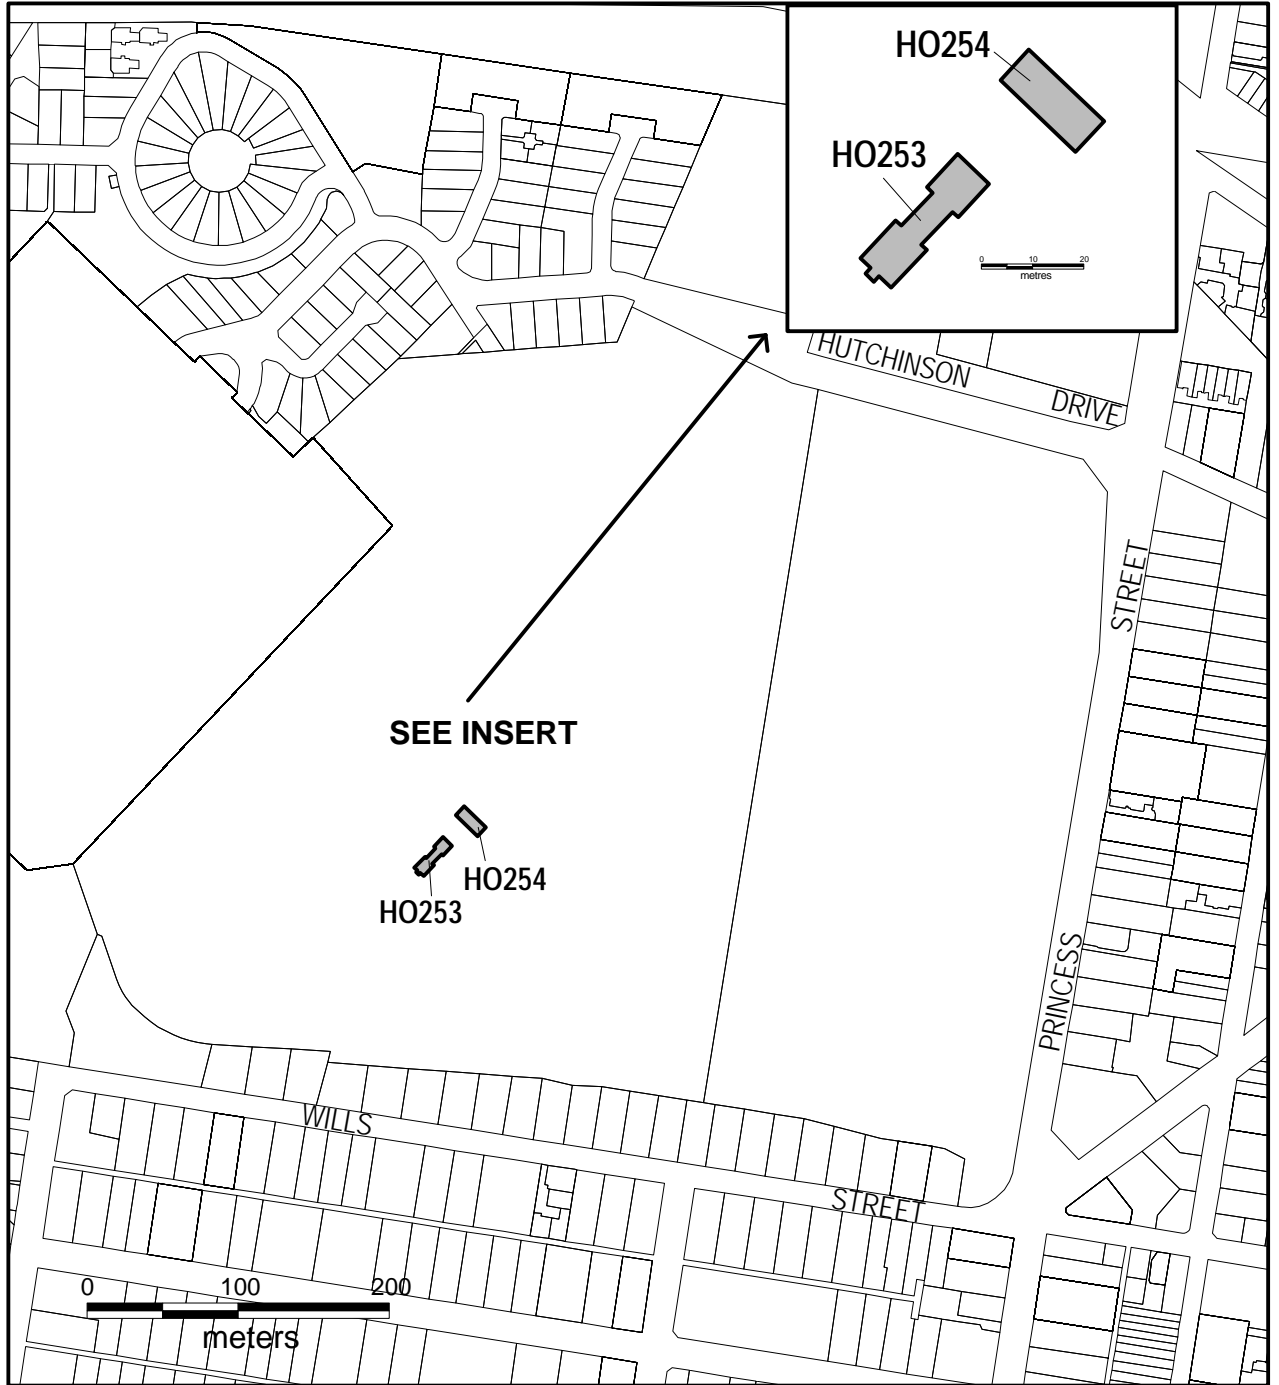 HO254
HO253
0 10 20
metres
HUTCHINSON
DRIVE
STREET
SEE INSERT
HO254
HO253
PRINCESS
WILLS
STREET
0 100 200
meters